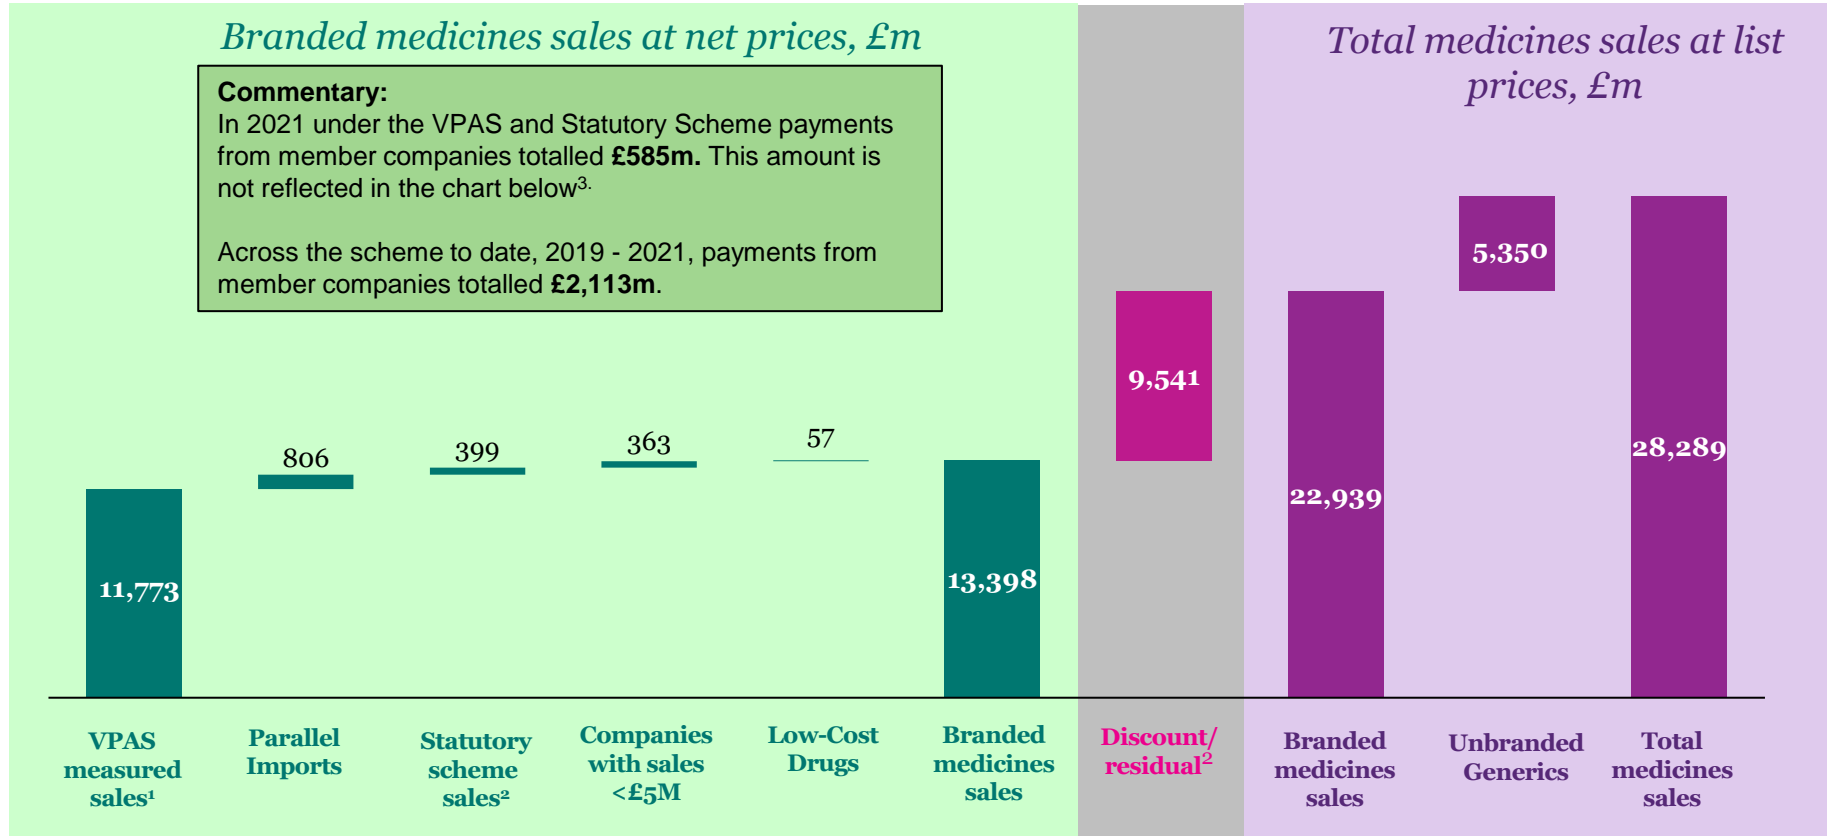 Branded medicines sales at net prices, £m
Commentary:
In 2021 under the VPAS and Statutory Scheme payments
from member companies totalled £585m. This amount is
not reflected in the chart below³.
Across the scheme to date, 2019 - 2021, payments from
member companies totalled £2,113m.
Total medicines sales at list
prices, £m
11,773
806
399
363
57
13,398
9,541
22,939
5,350
28,289
VPAS
measured
sales¹
Parallel
Imports
Statutory
scheme
sales²
Companies
with sales
<£5M
Low-Cost
Drugs
Branded
medicines
sales
Discount/
residual²
Branded
medicines
sales
Unbranded
Generics
Total
medicines
sales